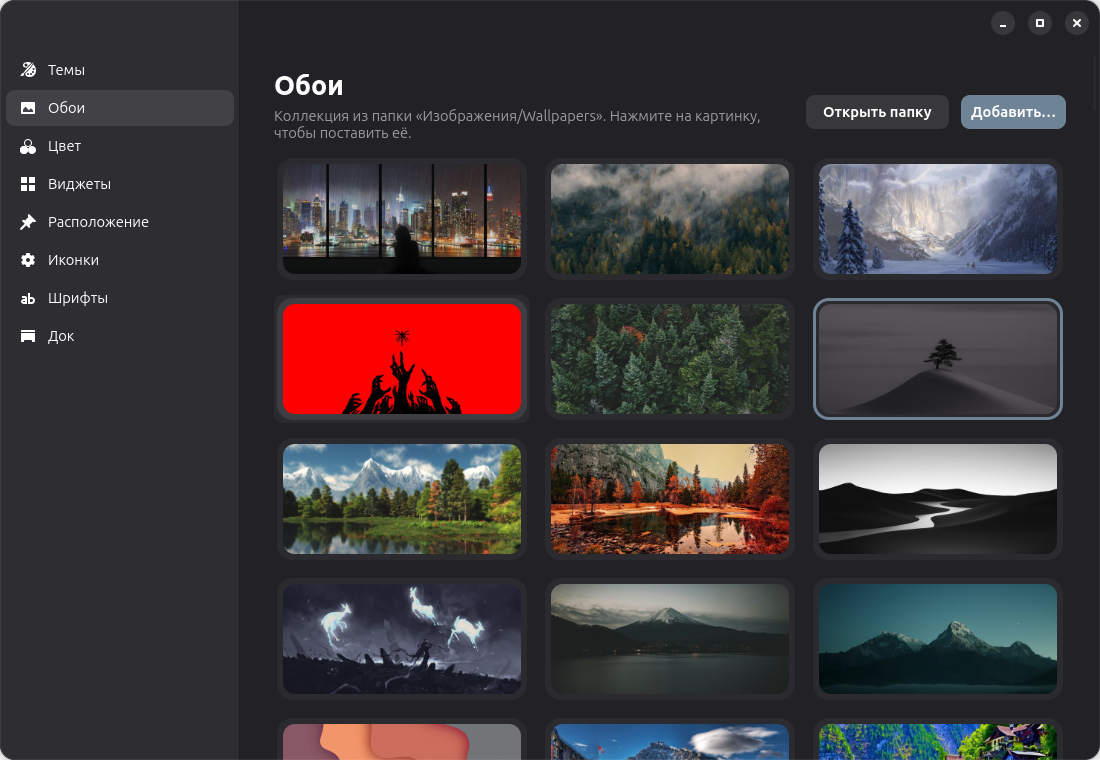 Темы
Обои
Цвет
Виджеты
Расположение
Иконки
ab Шрифты
Док
Обои
Коллекция из папки «Изображения/Wallpapers». Нажмите на картинку,
чтобы поставить её.
Открыть папку
Добавить...